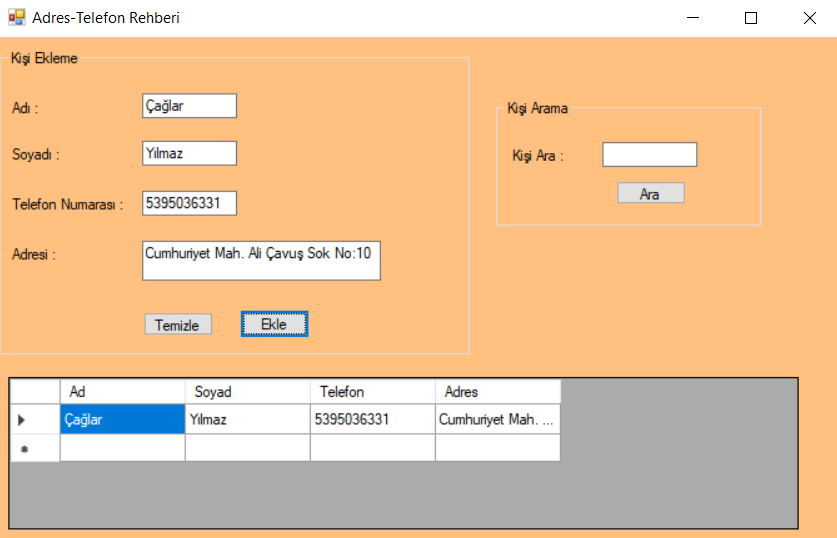 Adres-Telefon Rehberi
Kişi Ekleme
Adı :
Çağlar
Soyadı :
Yılmaz
Telefon Numarası :
5395036331
Adresi :
Cumhuriyet Mah. Ali Çavuş Sok No:10
Temizle
Ekle
Kişi Arama
Kişi Ara :
Ara
Ad Soyad Telefon Adres
Çağlar Yılmaz 5395036331 Cumhuriyet Mah. ...